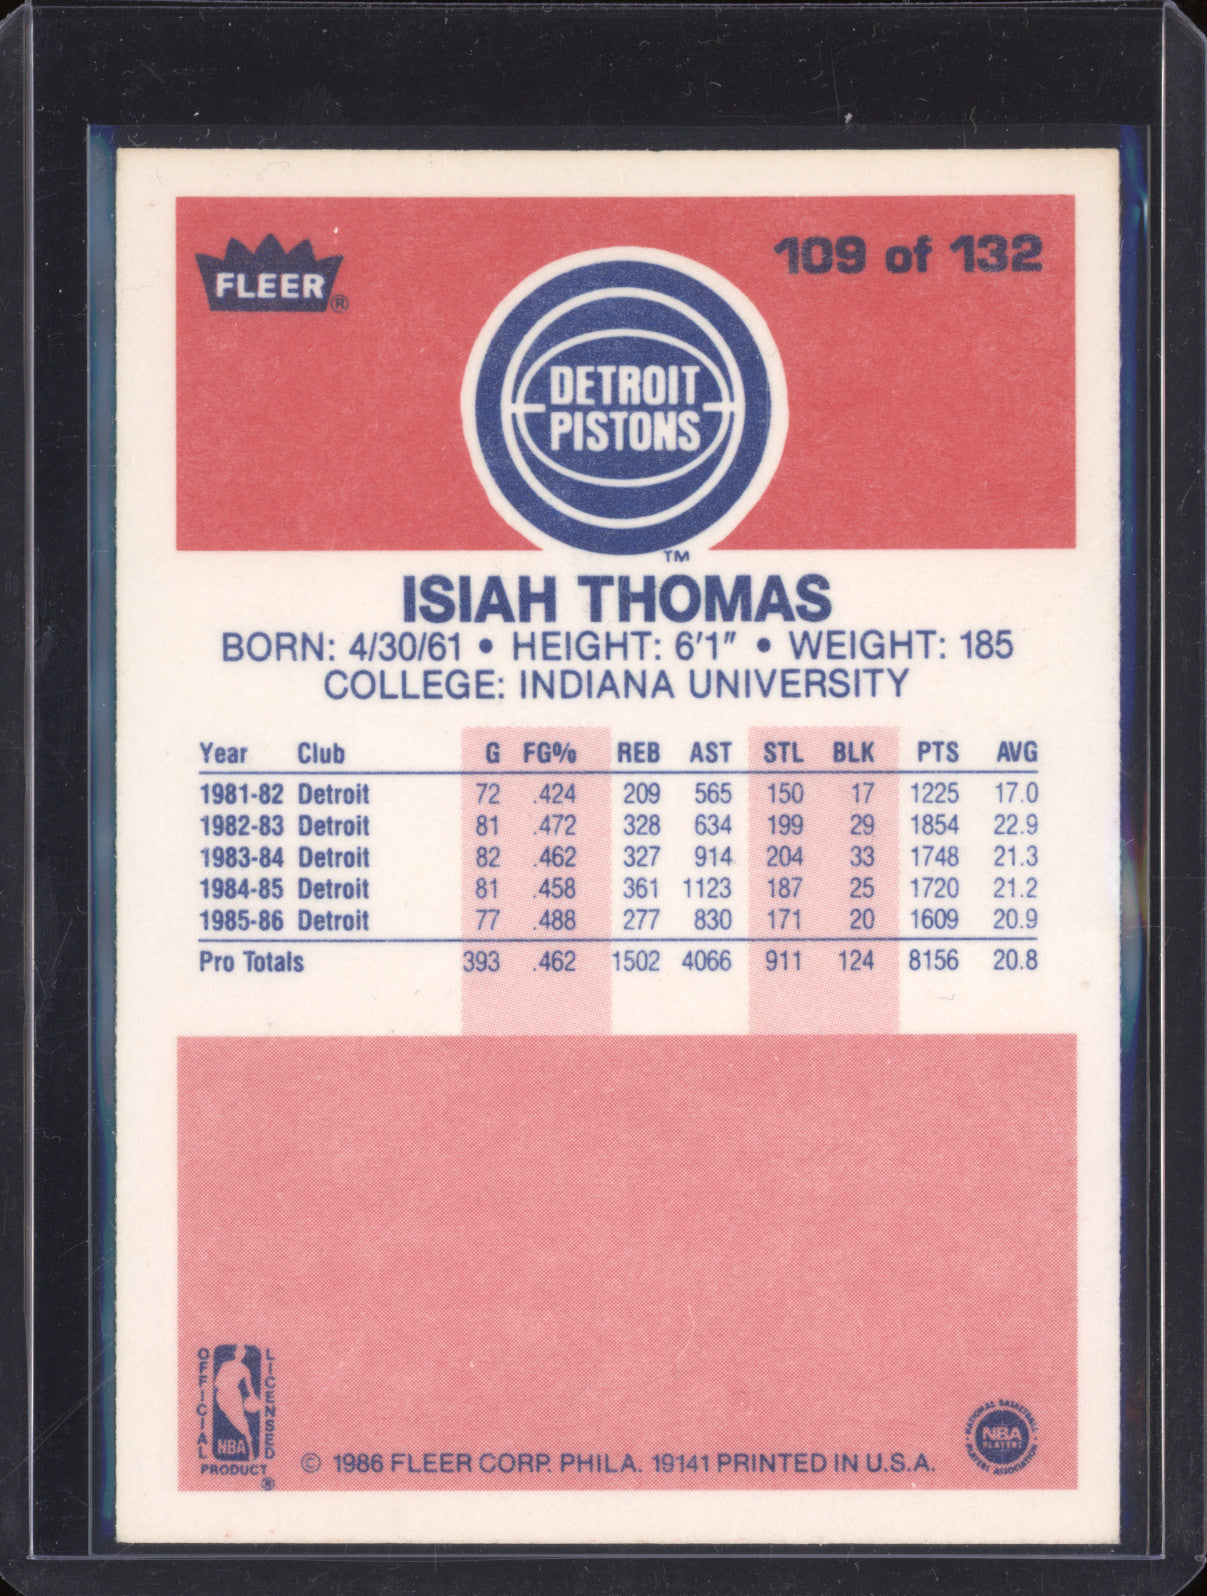 FLEER®
109 of 132
DETROIT
PISTONS
TM
ISIAH THOMAS
BORN: 4/30/61 • HEIGHT: 6'1" • WEIGHT: 185
COLLEGE: INDIANA UNIVERSITY
Year Club G FG% REB AST STL BLK PTS AVG
1981-82 Detroit 72 .424 209 565 150 17 1225 17.0
1982-83 Detroit 81 .472 328 634 199 29 1854 22.9
1983-84 Detroit 82 .462 327 914 204 33 1748 21.3
1984-85 Detroit 81 .458 361 1123 187 25 1720 21.2
1985-86 Detroit 77 .488 277 830 171 20 1609 20.9
Pro Totals 393 .462 1502 4066 911 124 8156 20.8
OFFICIAL
LICENSED
NBA
PRODUCT
®
© 1986 FLEER CORP. PHILA. 19141 PRINTED IN U.S.A.
NATIONAL BASKETBALL
NBA
PLAYERS
PLAYERS ASSOCIATION